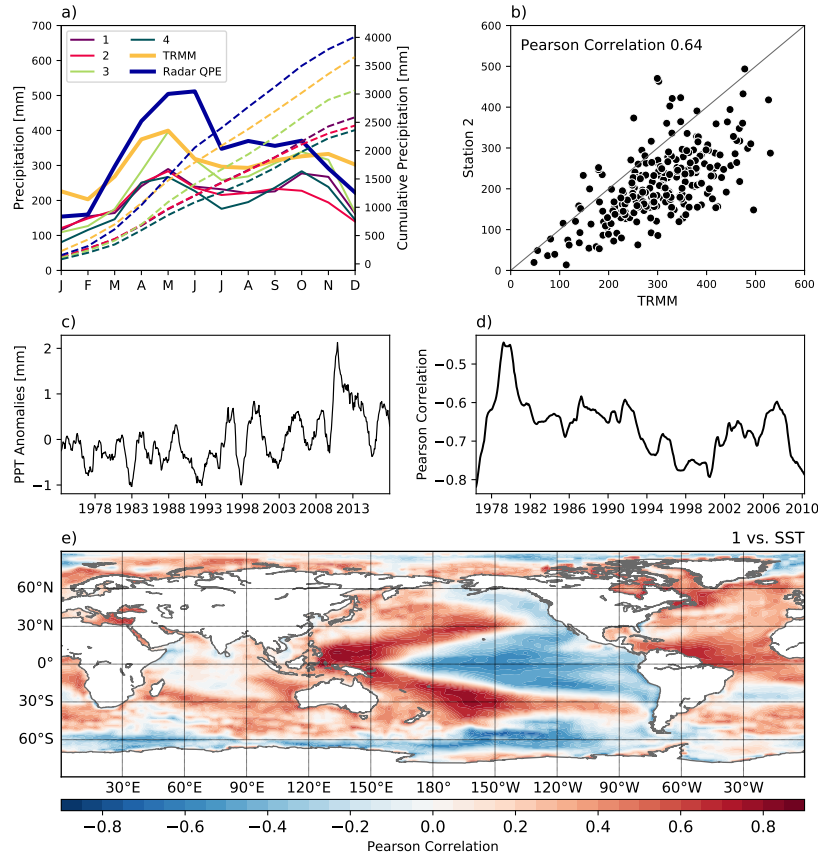 a)
700
600
500
400
300
200
100
0
Precipitation [mm]
1
2
3
4
TRMM
Radar QPE
J F M A M J J A S O N D
4000
3500
3000
2500
2000
1500
1000
500
0
Cumulative Precipitation [mm]
b)
Pearson Correlation 0.64
600
500
400
300
200
100
0
Station 2
0 100 200 300 400 500 600
TRMM
c)
2
1
0
−1
PPT Anomalies [mm]
1978 1983 1988 1993 1998 2003 2008 2013
d)
−0.5
−0.6
−0.7
−0.8
Pearson Correlation
1978 1982 1986 1990 1994 1998 2002 2006 2010
e)
1 vs. SST
60°N
30°N
0°
30°S
60°S
30°E 60°E 90°E 120°E 150°E 180° 150°W 120°W 90°W 60°W 30°W
−0.8 −0.6 −0.4 −0.2 0.0 0.2 0.4 0.6 0.8
Pearson Correlation